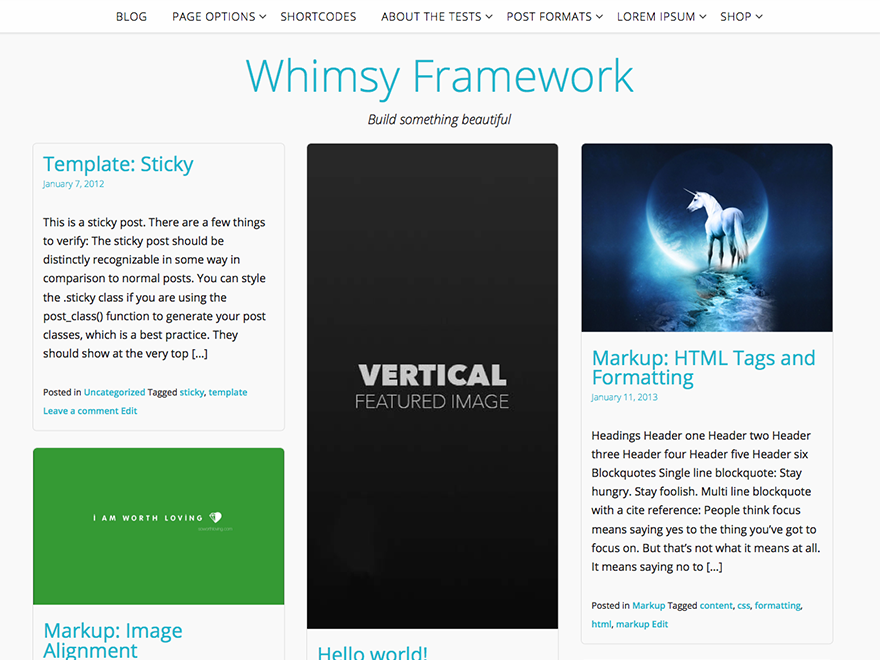 BLOG PAGE OPTIONS SHORTCODES ABOUT THE TESTS POST FORMATS LOREM IPSUM SHOP
Whimsy Framework
Build something beautiful
Template: Sticky
January 7, 2012
This is a sticky post. There are a few things
to verify: The sticky post should be
distinctly recognizable in some way in
comparison to normal posts. You can style
the .sticky class if you are using the
post_class() function to generate your post
classes, which is a best practice. They
should show at the very top [...]
Posted in Uncategorized Tagged sticky, template
Leave a comment Edit
I AM WORTH LOVING
Markup: Image
Alignment
VERTICAL
FEATURED IMAGE
Hello world!
Markup: HTML Tags and
Formatting
January 11, 2013
Headings Header one Header two Header
three Header four Header five Header six
Blockquotes Single line blockquote: Stay
hungry. Stay foolish. Multi line blockquote
with a cite reference: People think focus
means saying yes to the thing you’ve got to
focus on. But that’s not what it means at all.
It means saying no to [...]
Posted in Markup Tagged content, css, formatting,
html, markup Edit